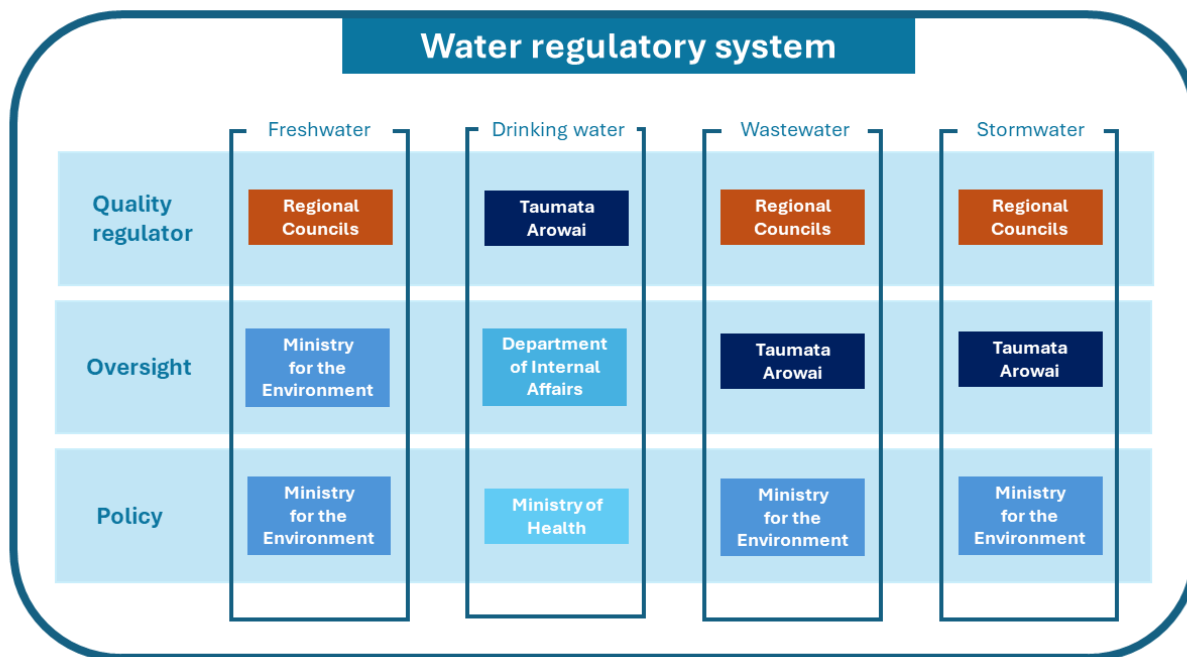 Water regulatory system
Freshwater
Drinking water
Wastewater
Stormwater
Quality
regulator
Regional
Councils
Taumata
Arowai
Regional
Councils
Regional
Councils
Oversight
Ministry
for the
Environment
Department
of Internal
Affairs
Taumata
Arowai
Taumata
Arowai
Policy
Ministry
for the
Environment
Ministry of
Health
Ministry
for the
Environment
Ministry
for the
Environment